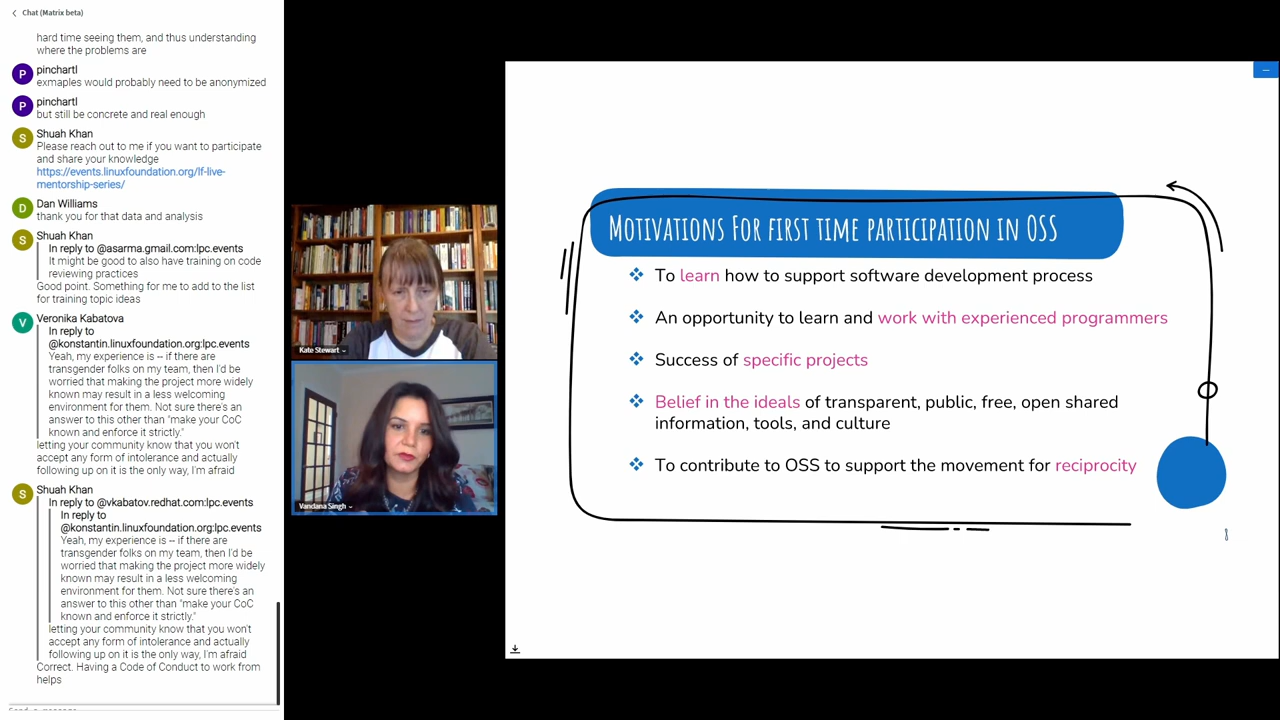 Chat (Matrix beta)
hard time seeing them, and thus understanding
where the problems are
P
pinchartl
exmaples would probably need to be anonymized
P
pinchartl
but still be concrete and real enough
S
Shuah Khan
Please reach out to me if you want to participate
and share your knowledge
https://events.linuxfoundation.org/lf-live-
mentorship-series/
D
Dan Williams
thank you for that data and analysis
S
Shuah Khan
In reply to @asarma.gmail.com:lpc.events
It might be good to also have training on code
reviewing practices
Good point. Something for me to add to the list
for training topic ideas
V
Veronika Kabatova
In reply to
@konstantin.linuxfoundation.org:lpc.events
Yeah, my experience is -- if there are
transgender folks on my team, then I'd be
worried that making the project more widely
known may result in a less welcoming
environment for them. Not sure there's an
answer to this other than "make your CoC
known and enforce it strictly."
letting your community know that you won't
accept any form of intolerance and actually
following up on it is the only way, I'm afraid
S
Shuah Khan
In reply to @vkabatov.redhat.com:lpc.events
In reply to
@konstantin.linuxfoundation.org:lpc.events
Yeah, my experience is -- if there are
transgender folks on my team, then I'd be
worried that making the project more widely
known may result in a less welcoming
environment for them. Not sure there's an
answer to this other than "make your CoC
known and enforce it strictly."
letting your community know that you won't
accept any form of intolerance and actually
following up on it is the only way, I'm afraid
Correct. Having a Code of Conduct to work from
helps
Kate Stewart
Vandana Singh
MOTIVATIONS FOR FIRST TIME PARTICIPATION IN OSS
To learn how to support software development process
An opportunity to learn and work with experienced programmers
Success of specific projects
Belief in the ideals of transparent, public, free, open shared
information, tools, and culture
To contribute to OSS to support the movement for reciprocity